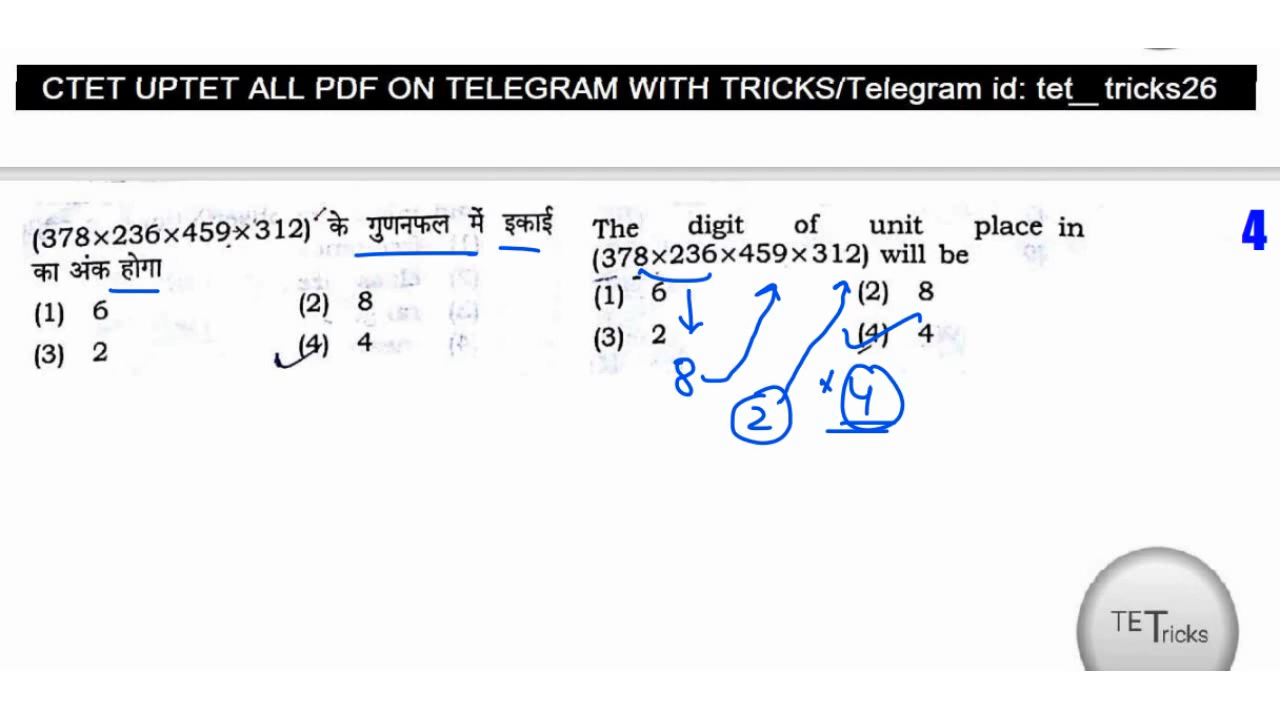 CTET UPTET ALL PDF ON TELEGRAM WITH TRICKS/Telegram id: tet__tricks26
(378×236×459×312) के गुणनफल में इकाई
का अंक होगा
(1) 6 (2) 8
(3) 2 (4) 4
The digit of unit place in
(378×236×459×312) will be
(1) 6 (2) 8
(3) 2 (4) 4
8
2
× 4
4
TETricks